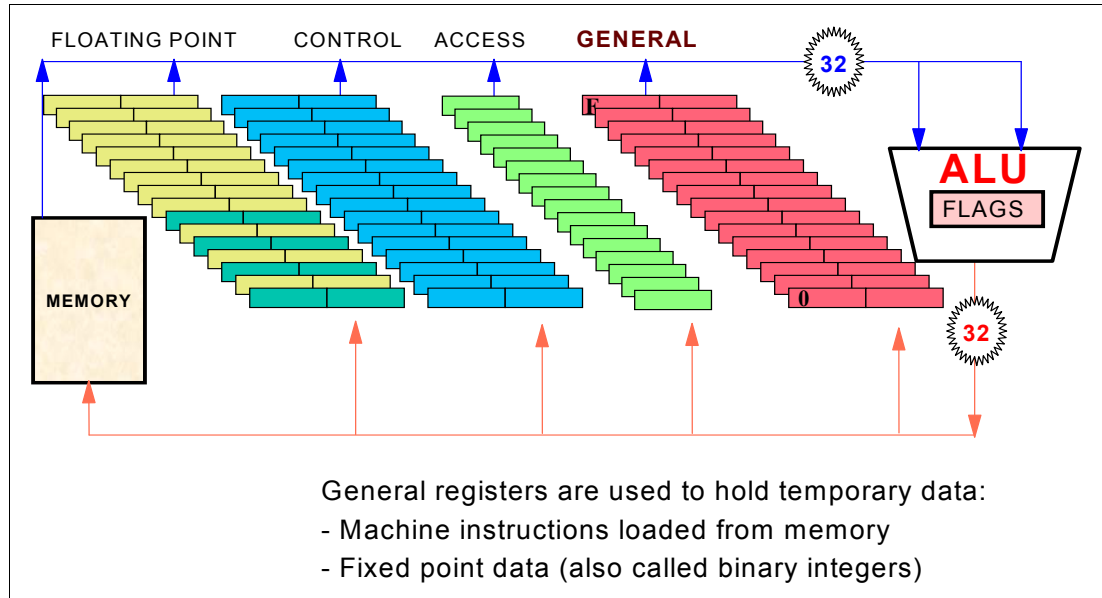 FLOATING POINT CONTROL ACCESS GENERAL
32
F
ALU
FLAGS
MEMORY
0
32
General registers are used to hold temporary data:
- Machine instructions loaded from memory
- Fixed point data (also called binary integers)